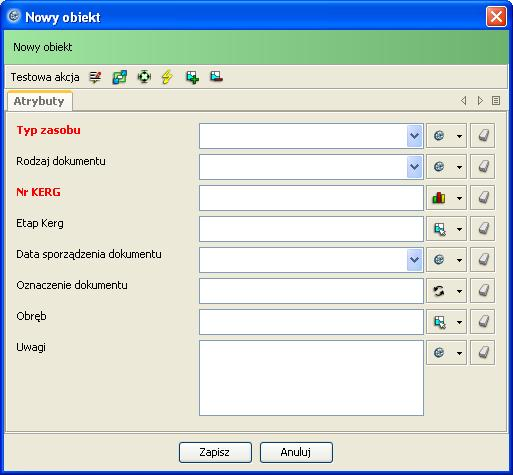 Nowy obiekt
Nowy obiekt
Testowa akcja
Atrybuty
Typ zasobu
Rodzaj dokumentu
Nr KERG
Etap Kerg
Data sporządzenia dokumentu
Oznaczenie dokumentu
Obręb
Uwagi
Zapisz Anuluj